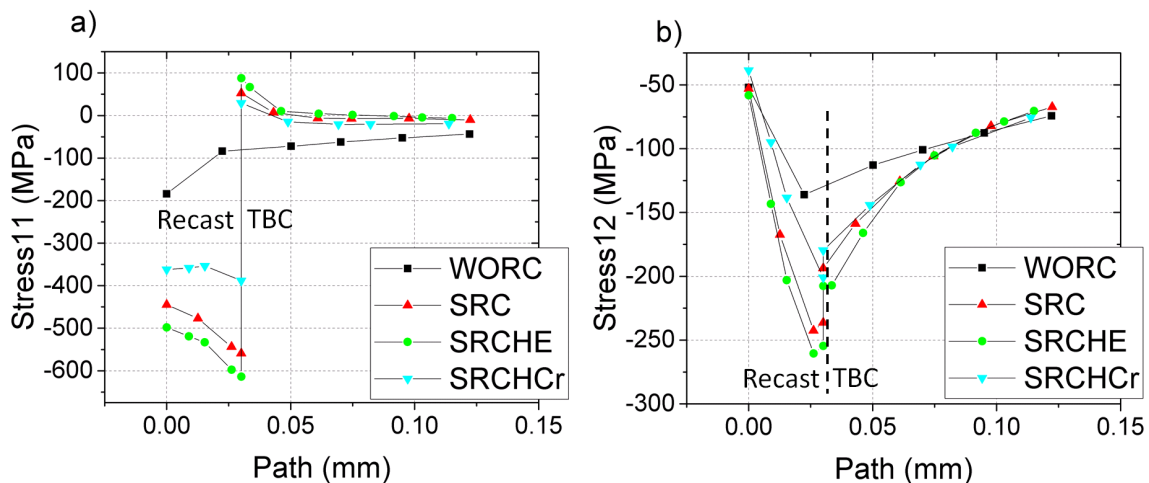 a)
100
0
-100
-200
-300
-400
-500
-600
Stress11 (MPa)
Recast
TBC
WORC
SRC
SRCHE
SRCHCr
0.00
0.05
0.10
0.15
Path (mm)
b)
-50
-100
-150
-200
-250
-300
Stress12 (MPa)
Recast
TBC
WORC
SRC
SRCHE
SRCHCr
0.00
0.05
0.10
0.15
Path (mm)